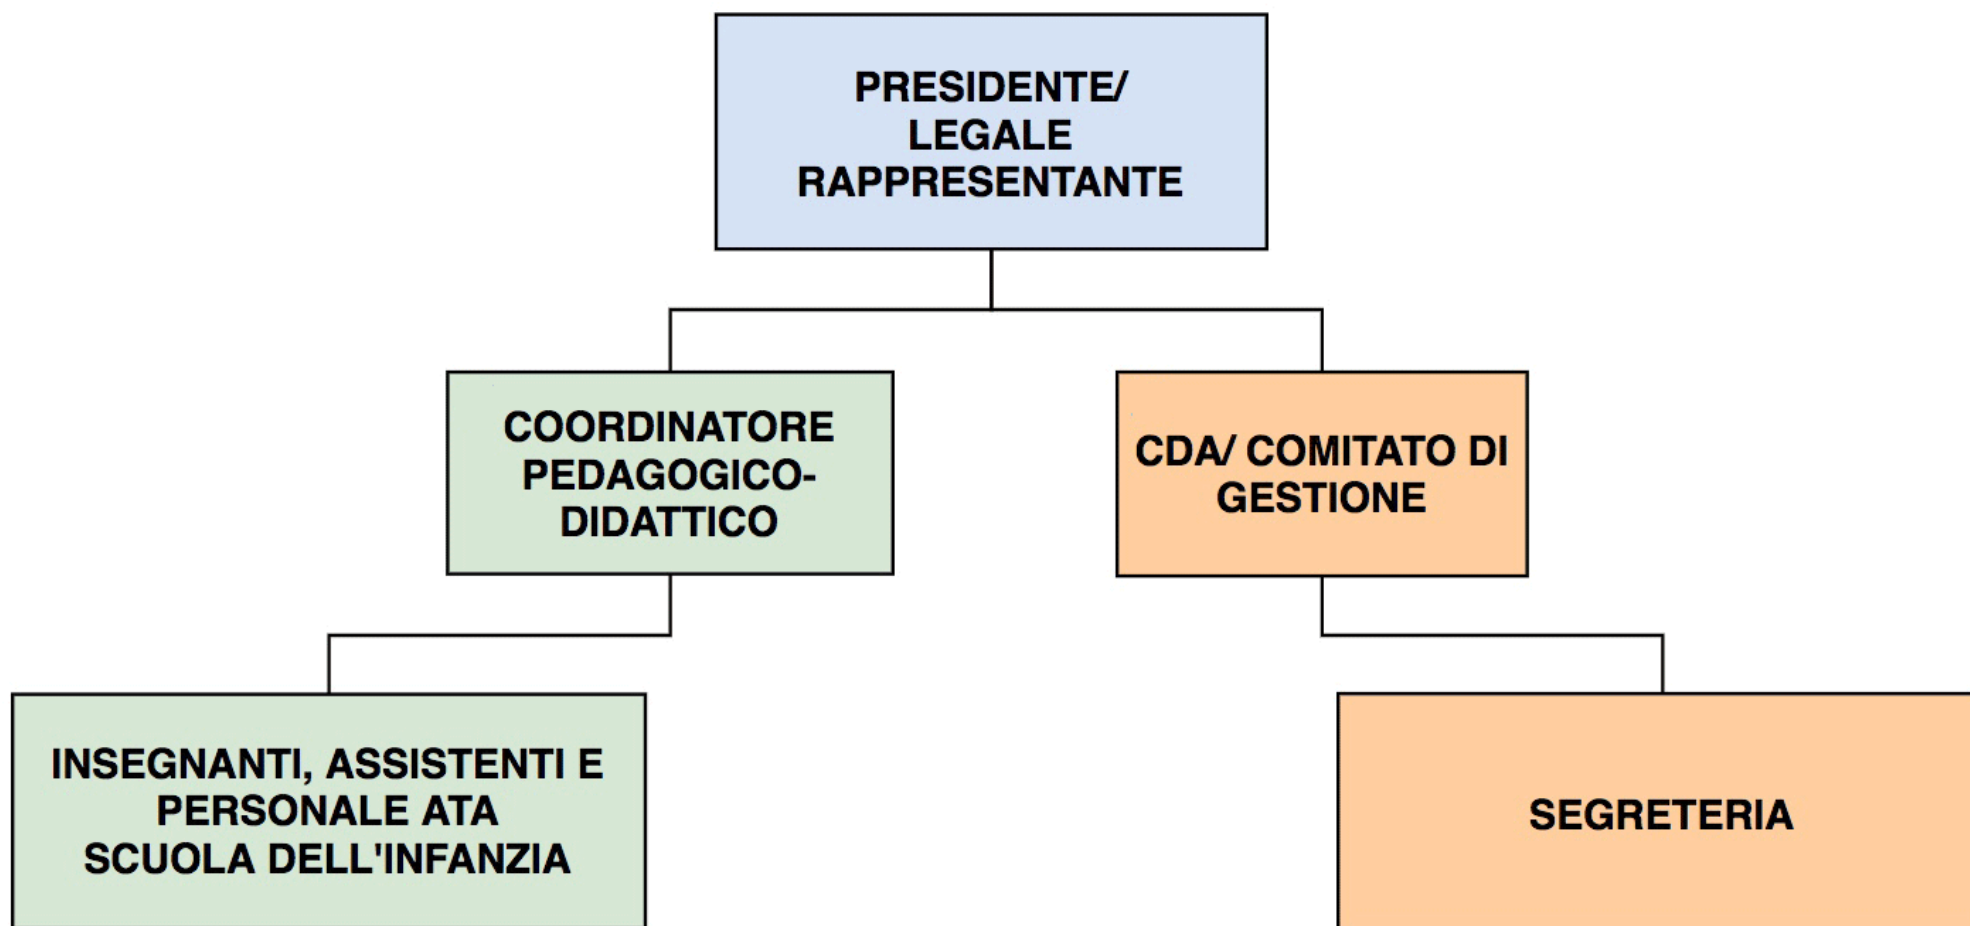 PRESIDENTE/
LEGALE
RAPPRESENTANTE
COORDINATORE
PEDAGOGICO-
DIDATTICO
CDA/ COMITATO DI
GESTIONE
INSEGNANTI, ASSISTENTI E
PERSONALE ATA
SCUOLA DELL'INFANZIA
SEGRETERIA